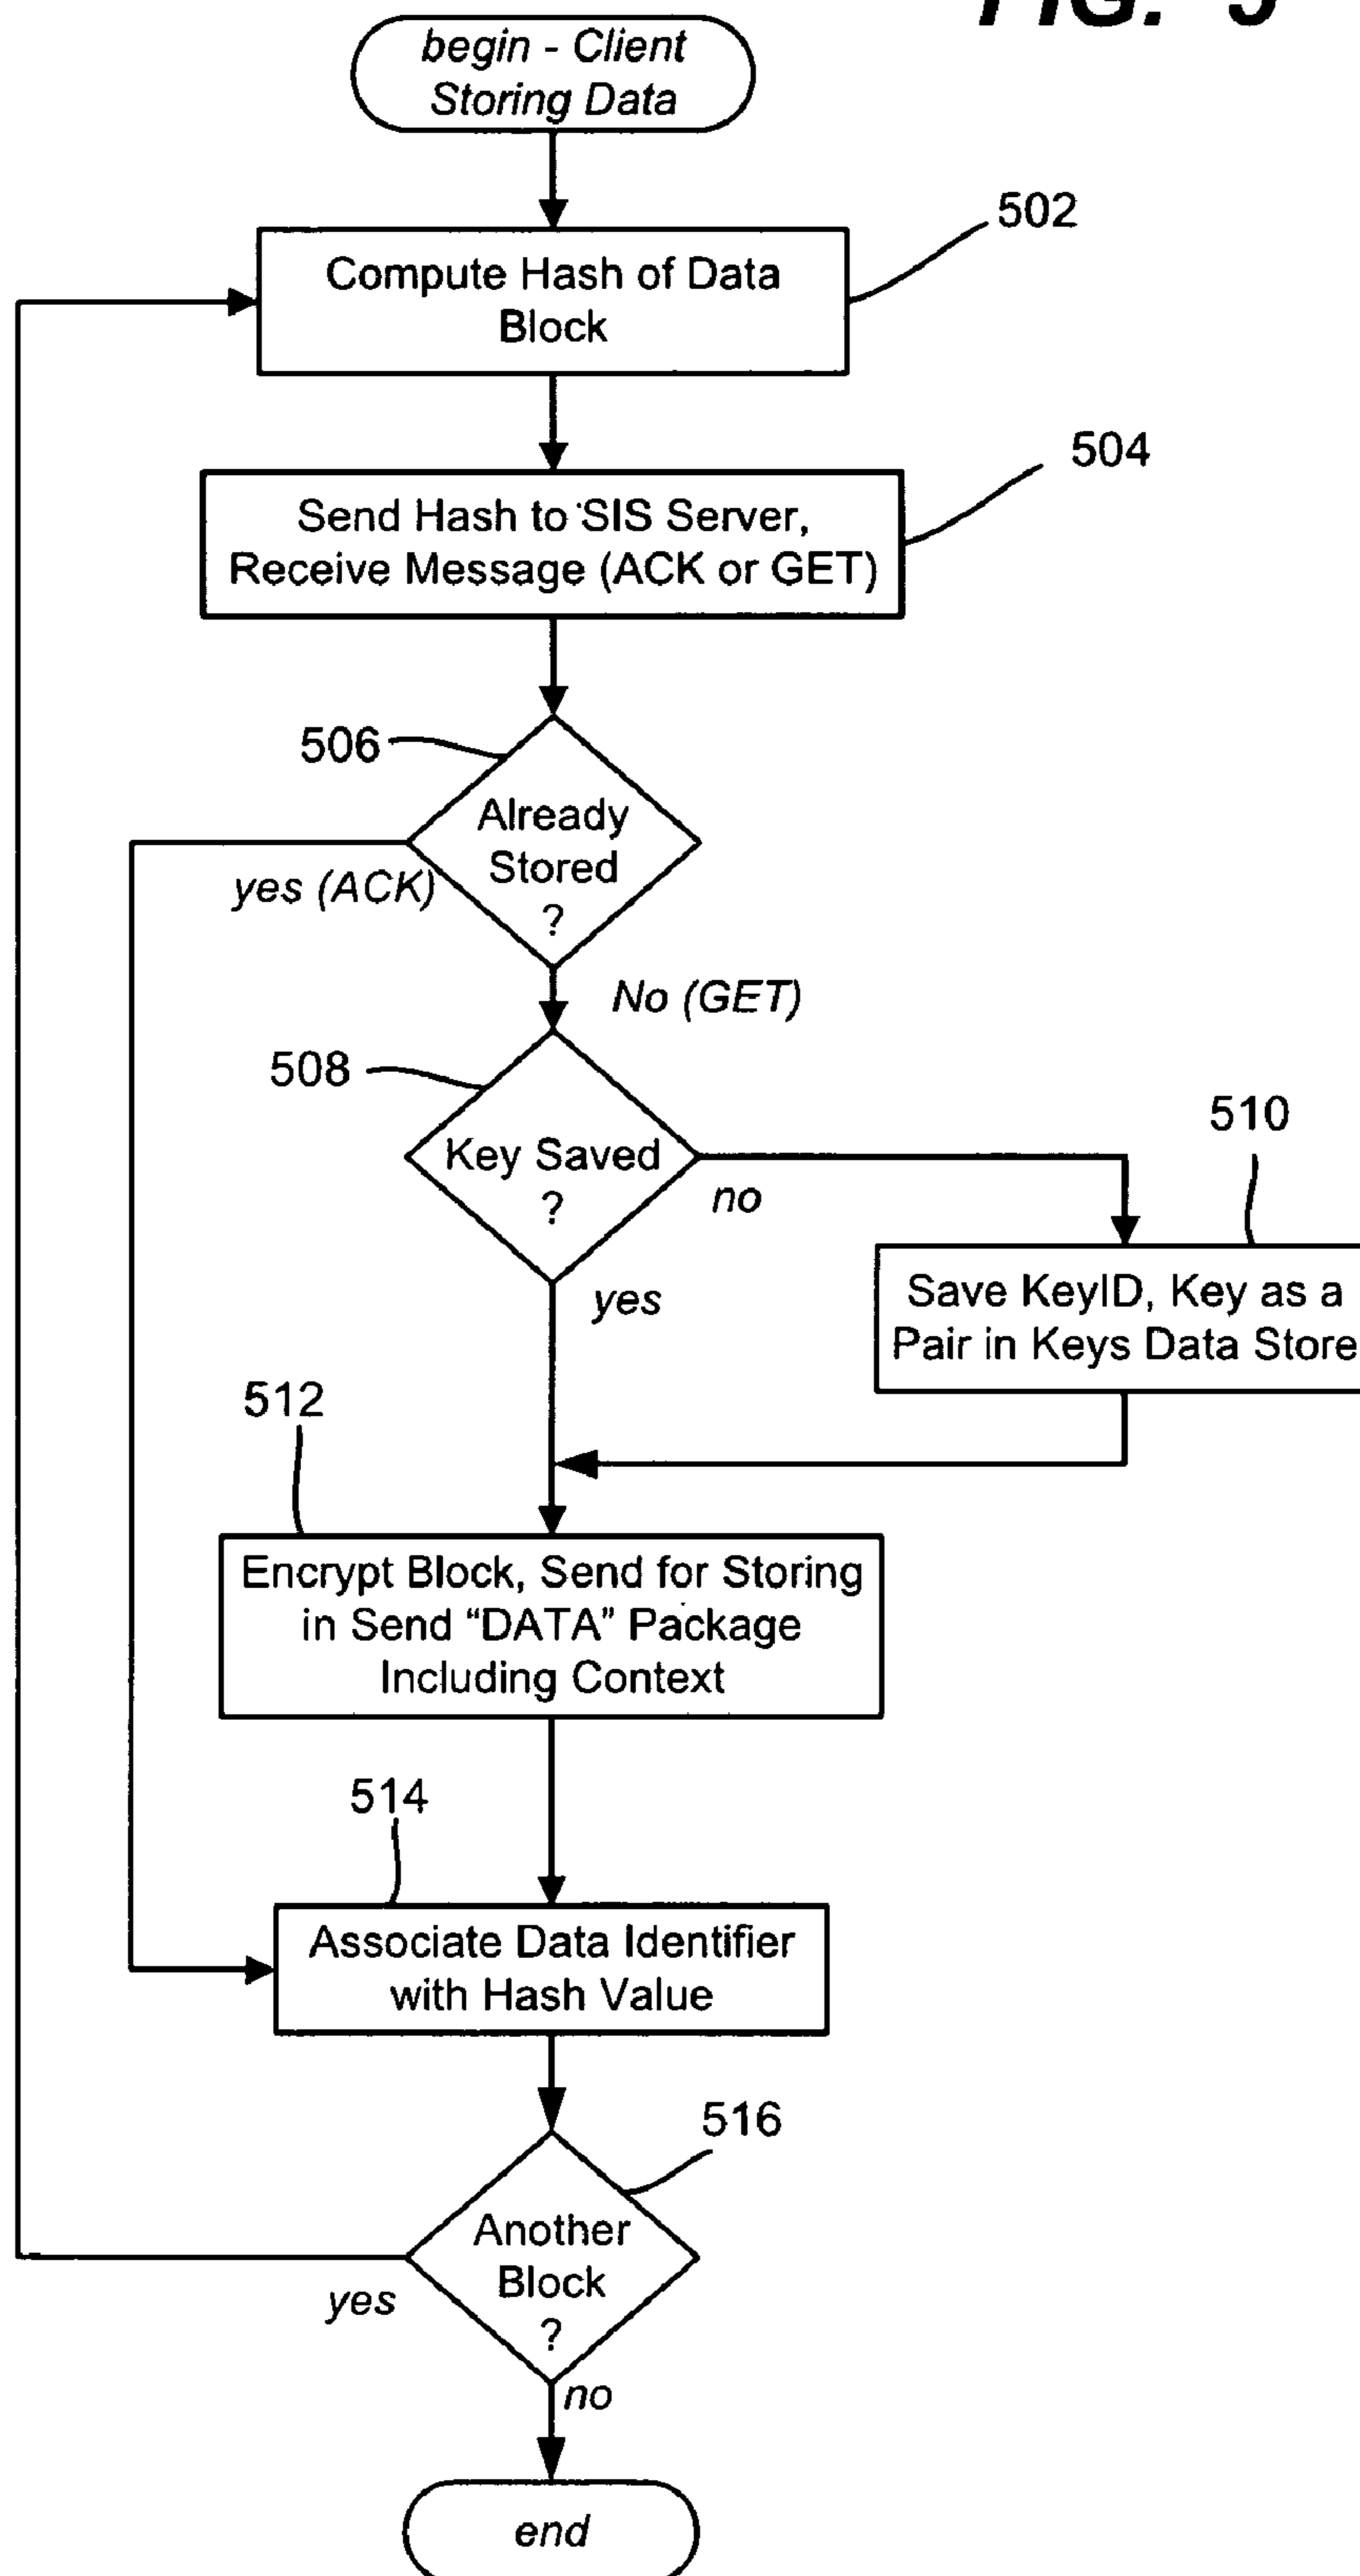 FIG. 5
begin - Client
Storing Data
502
Compute Hash of Data
Block
504
Send Hash to SIS Server,
Receive Message (ACK or GET)
506
Already
Stored
?
yes (ACK)
No (GET)
508
Key Saved
?
no
510
yes
Save KeyID, Key as a
Pair in Keys Data Store
512
Encrypt Block, Send for Storing
in Send “DATA” Package
Including Context
514
Associate Data Identifier
with Hash Value
516
Another
Block
?
yes
no
end